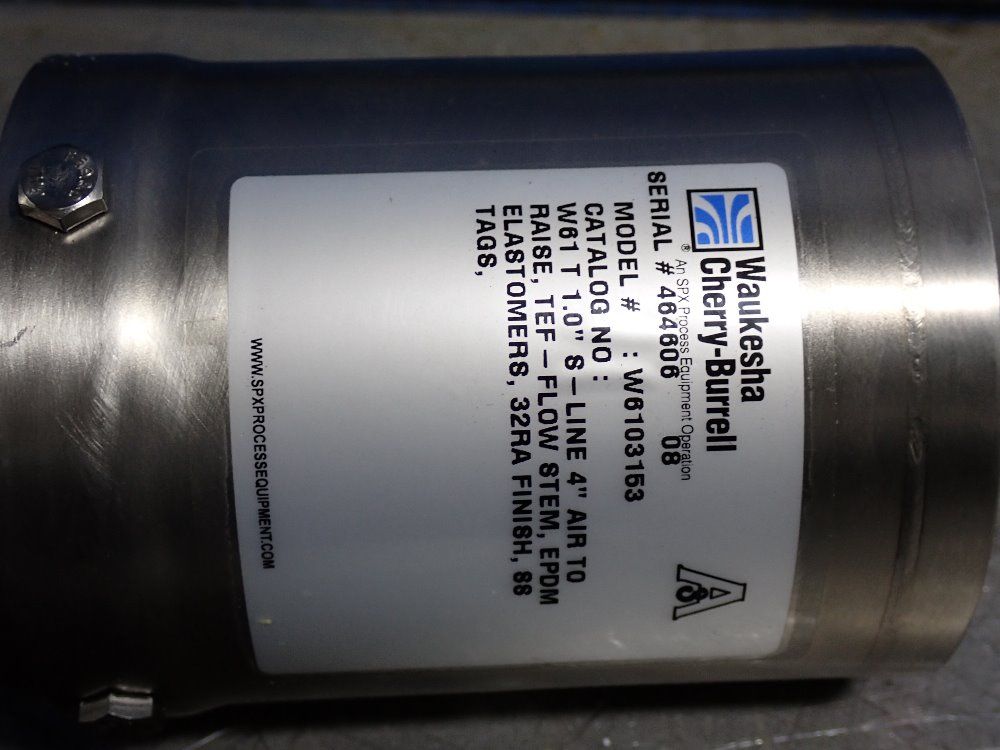 Waukesha
Cherry-Burrell
® An SPX Process Equipment Operation
SERIAL # 464606 08
MODEL # : W6103153
CATALOG NO :
W61 T 1.0" S-LINE 4" AIR TO
RAISE, TEF-FLOW STEM, EPDM
ELASTOMERS, 32RA FINISH, SS
TAGS,
WWW.SPXPROCESSEQUIPMENT.COM